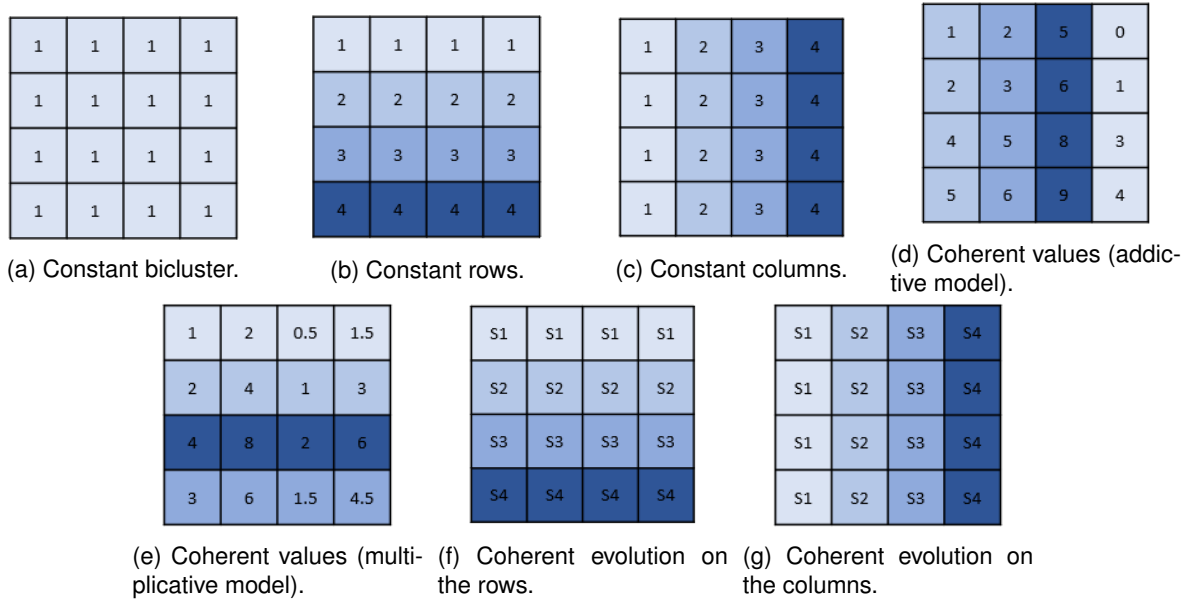 1 1 1 1
1 1 1 1
1 1 1 1
1 1 1 1
(a) Constant bicluster.
1 1 1 1
2 2 2 2
3 3 3 3
4 4 4 4
(b) Constant rows.
1 2 3 4
1 2 3 4
1 2 3 4
1 2 3 4
(c) Constant columns.
1 2 5 0
2 3 6 1
4 5 8 3
5 6 9 4
(d) Coherent values (addic-
tive model).
1 2 0.5 1.5
2 4 1 3
4 8 2 6
3 6 1.5 4.5
(e) Coherent values (multi-
plicative model).
S1 S1 S1 S1
S2 S2 S2 S2
S3 S3 S3 S3
S4 S4 S4 S4
(f) Coherent evolution on
the rows.
S1 S2 S3 S4
S1 S2 S3 S4
S1 S2 S3 S4
S1 S2 S3 S4
(g) Coherent evolution on
the columns.